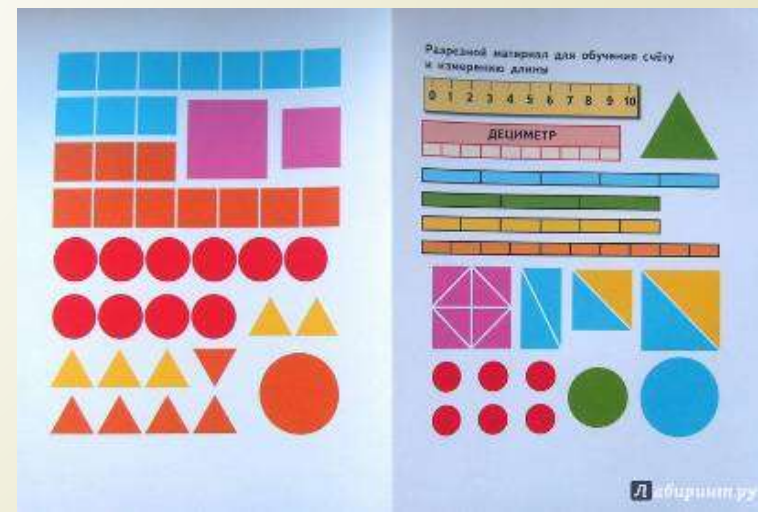 Разрезной материал для обучения счёту
и измерению длины
0 1 2 3 4 5 6 7 8 9 10
ДЕЦИМЕТР
Лабиринт.ру